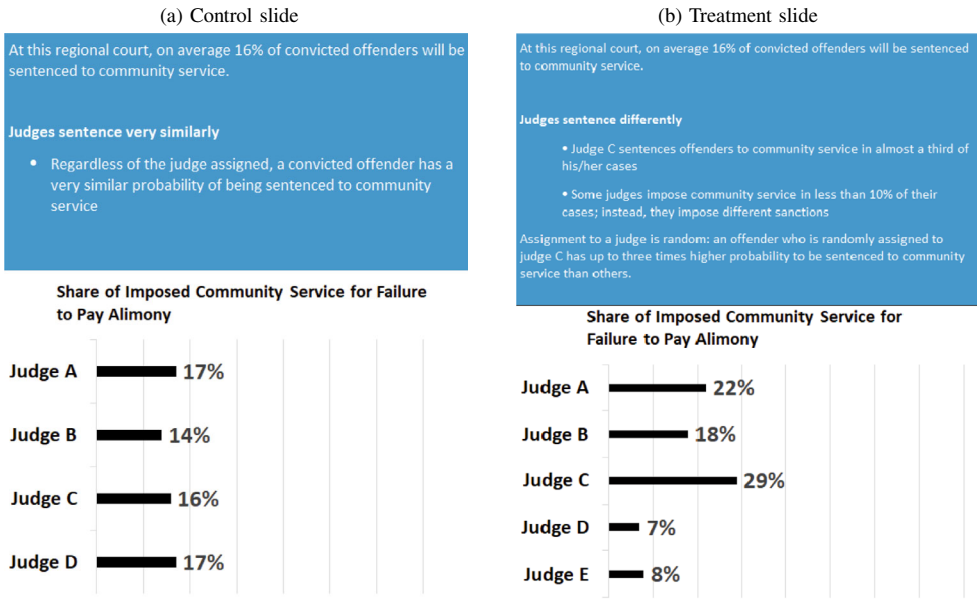 (a) Control slide
At this regional court, on average 16% of convicted offenders will be
sentenced to community service.
Judges sentence very similarly
• Regardless of the judge assigned, a convicted offender has a
very similar probability of being sentenced to community
service
Share of Imposed Community Service for Failure
to Pay Alimony
Judge A 17%
Judge B 14%
Judge C 16%
Judge D 17%
(b) Treatment slide
At this regional court, on average 16% of convicted offenders will be sentenced
to community service.
Judges sentence differently
• Judge C sentences offenders to community service in almost a third of
his/her cases
• Some judges impose community service in less than 10% of their
cases; instead, they impose different sanctions
Assignment to a judge is random: an offender who is randomly assigned to
judge C has up to three times higher probability to be sentenced to community
service than others.
Share of Imposed Community Service for
Failure to Pay Alimony
Judge A 22%
Judge B 18%
Judge C 29%
Judge D 7%
Judge E 8%